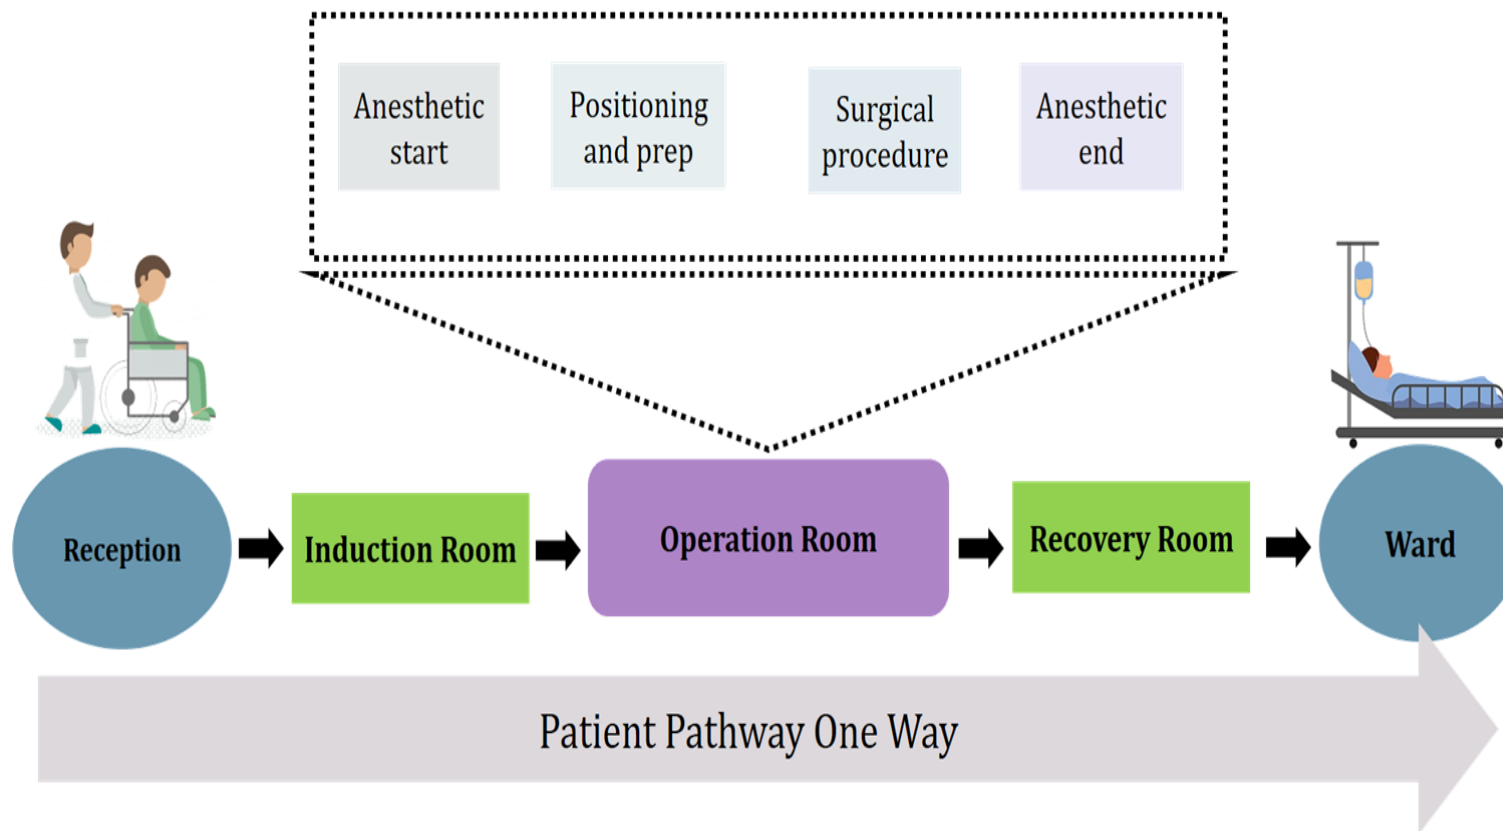 Anesthetic
start
Positioning
and prep
Surgical
procedure
Anesthetic
end
Reception
Induction Room
Operation Room
Recovery Room
Ward
Patient Pathway One Way